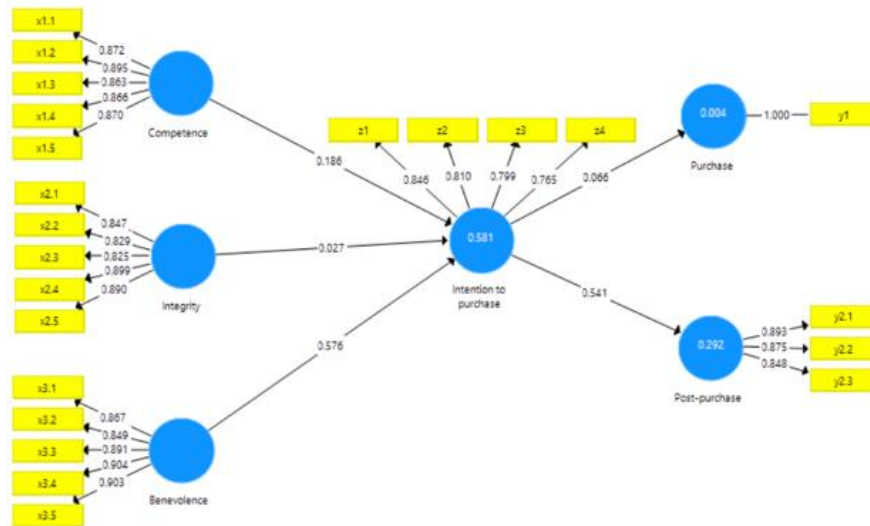 x1.1
x1.2
x1.3
x1.4
x1.5
0.872
0.895
0.863
0.866
0.870
Competence
0.186
x2.1
x2.2
x2.3
x2.4
x2.5
0.847
0.829
0.825
0.899
0.890
Integrity
0.027
x3.1
x3.2
x3.3
x3.4
x3.5
0.867
0.849
0.891
0.904
0.903
Benevolence
0.576
z1
z2
z3
z4
0.846
0.810
0.799
0.765
0.581
Intention to
purchase
0.066
0.004
Purchase
1.000
y1
0.541
0.292
Post-purchase
0.893
0.875
0.848
y2.1
y2.2
y2.3